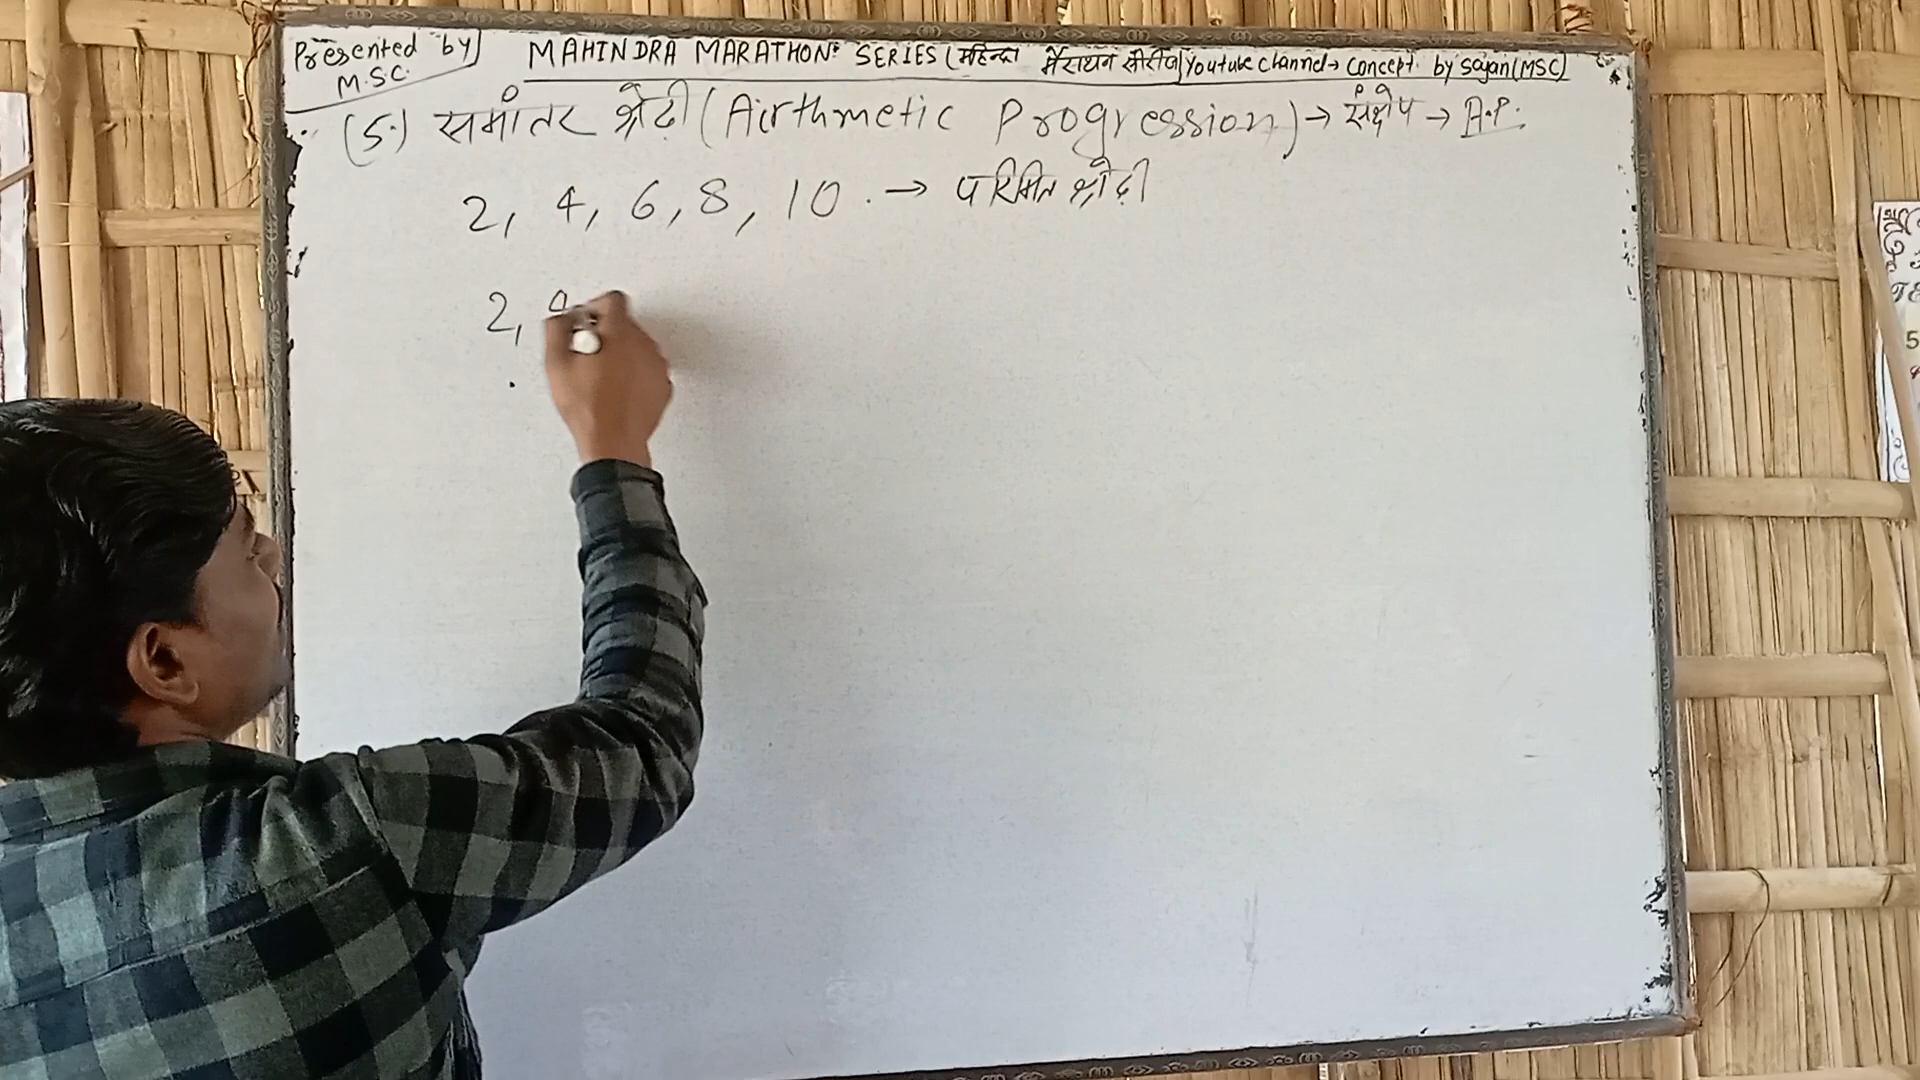 Presented by
M.S.C.
MAHINDRA MARATHON: SERIES (महिन्द्रा मैराथन सीरीज) Youtube channel → Concept by Sajan (MSC)
(5.) समांतर श्रेढ़ी (Airthmetic Progression) → संक्षेप → A.P.
2, 4, 6, 8, 10. → परिमित श्रेढ़ी
2, 4